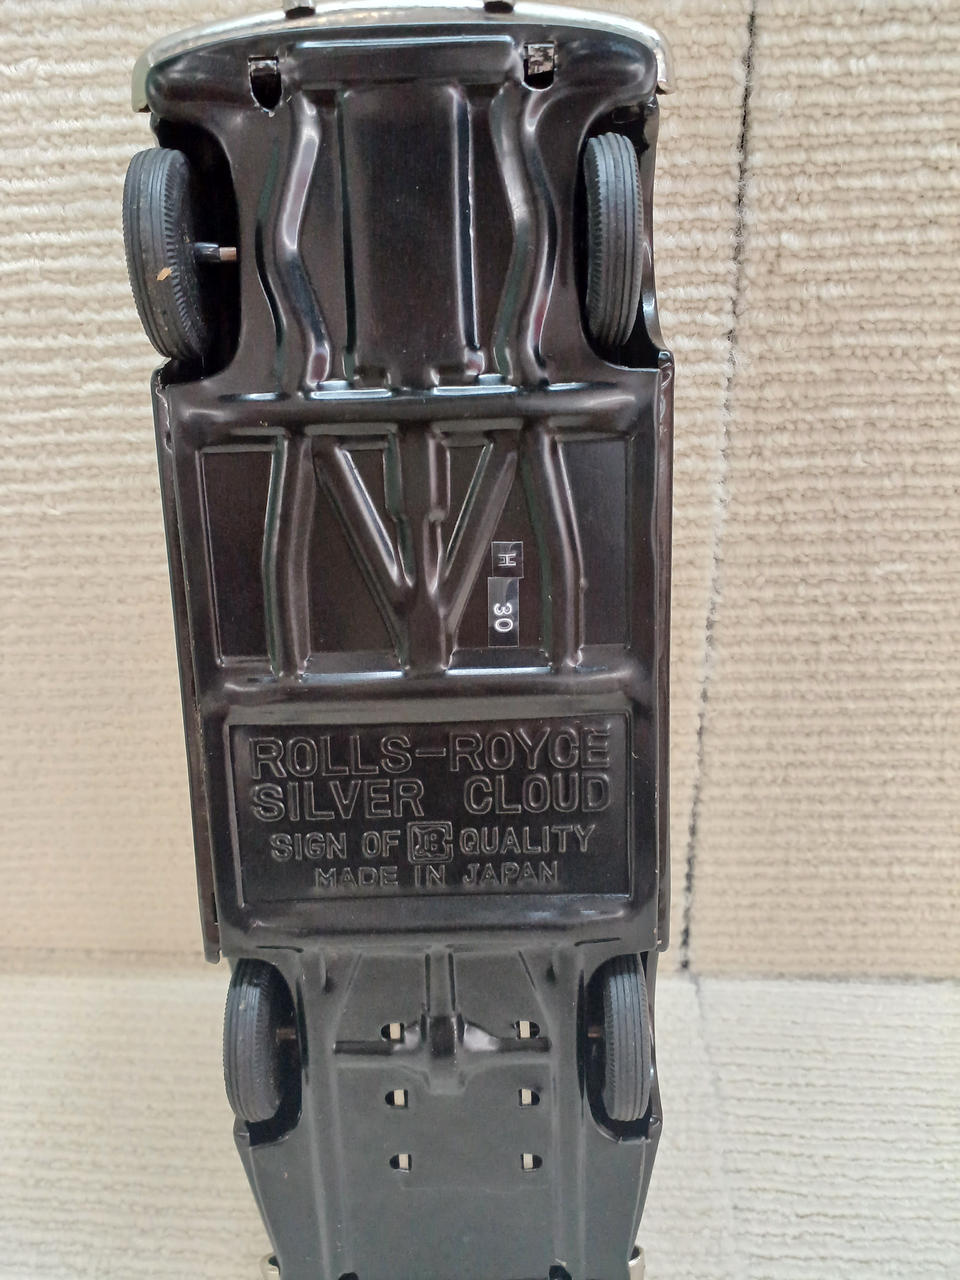 H
30
ROLLS-ROYCE
SILVER CLOUD
SIGN OF B QUALITY
MADE IN JAPAN